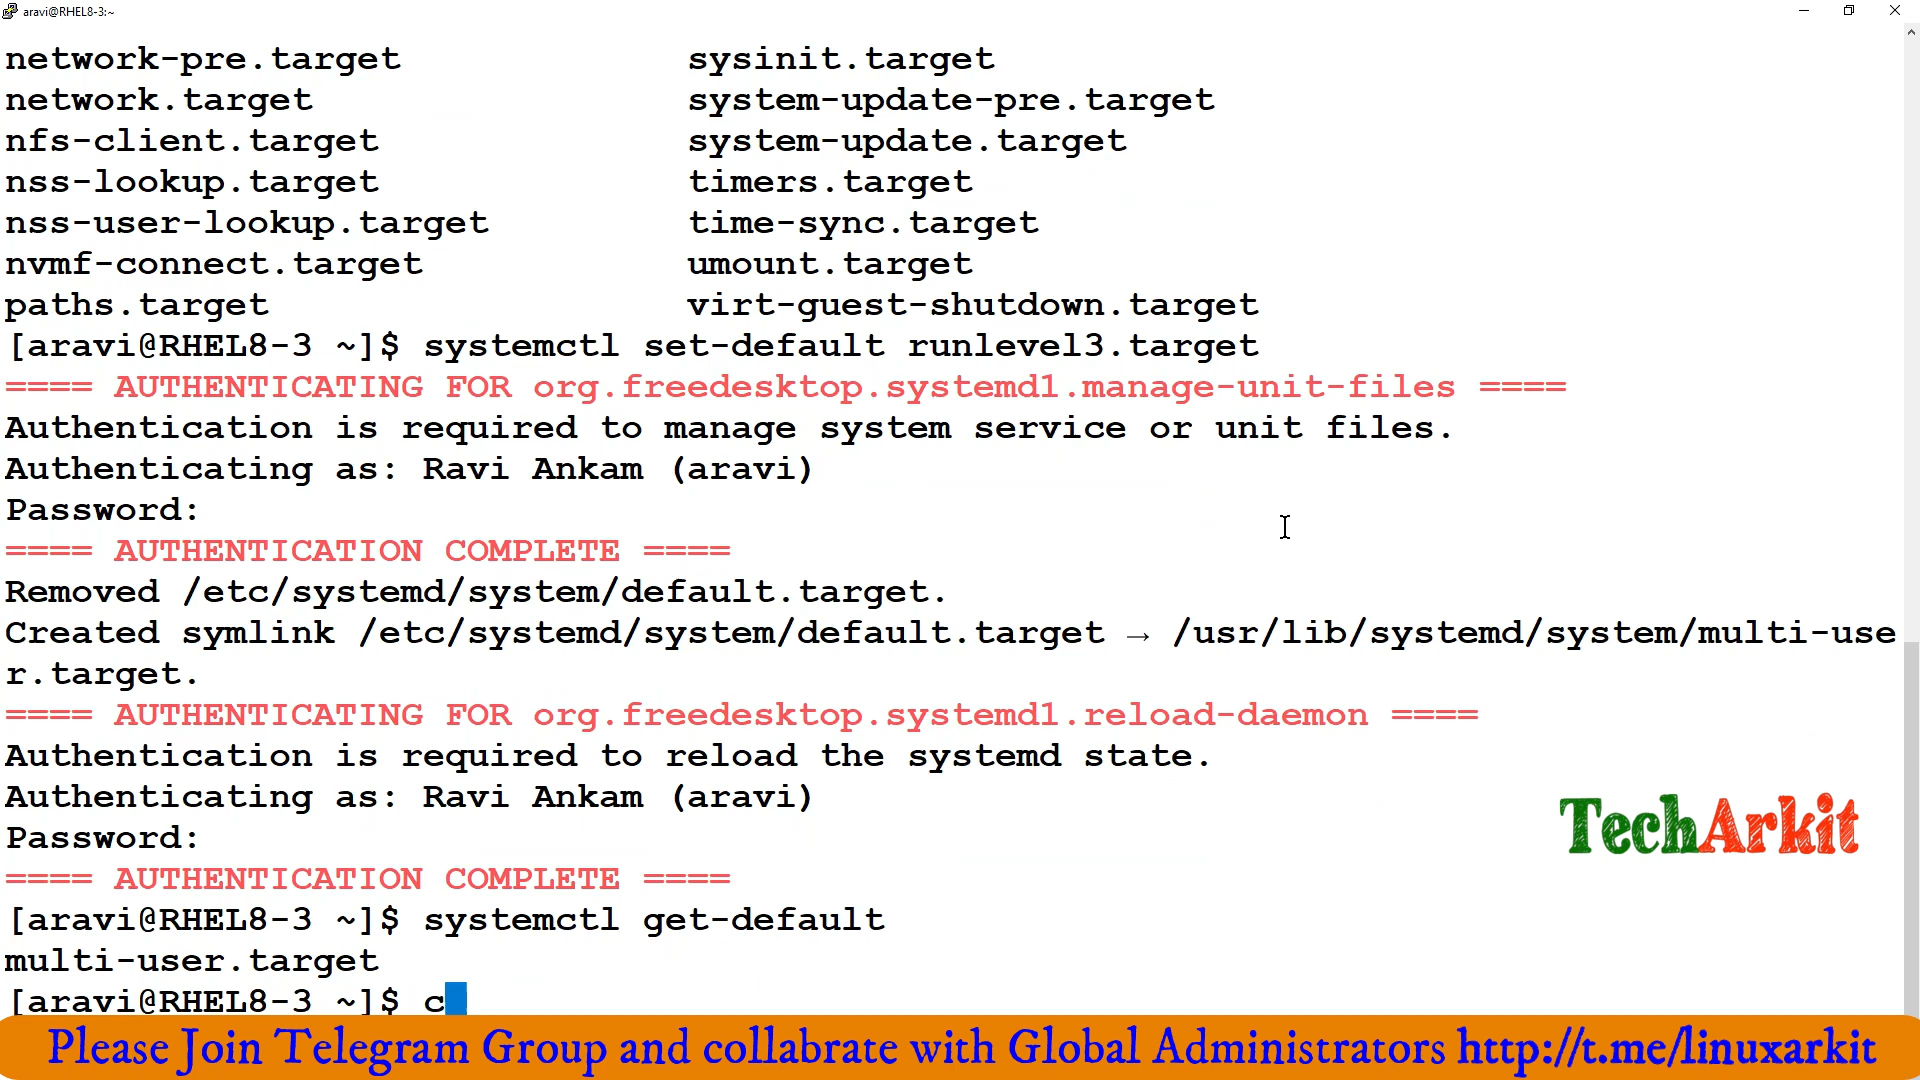 aravi@RHEL8-3:~
network-pre.target sysinit.target
network.target system-update-pre.target
nfs-client.target system-update.target
nss-lookup.target timers.target
nss-user-lookup.target time-sync.target
nvmf-connect.target umount.target
paths.target virt-guest-shutdown.target
[aravi@RHEL8-3 ~]$ systemctl set-default runlevel3.target
==== AUTHENTICATING FOR org.freedesktop.systemd1.manage-unit-files ====
Authentication is required to manage system service or unit files.
Authenticating as: Ravi Ankam (aravi)
Password:
==== AUTHENTICATION COMPLETE ====
Removed /etc/systemd/system/default.target.
Created symlink /etc/systemd/system/default.target → /usr/lib/systemd/system/multi-use
r.target.
==== AUTHENTICATING FOR org.freedesktop.systemd1.reload-daemon ====
Authentication is required to reload the systemd state.
Authenticating as: Ravi Ankam (aravi)
Password:
TechArkit
==== AUTHENTICATION COMPLETE ====
[aravi@RHEL8-3 ~]$ systemctl get-default
multi-user.target
[aravi@RHEL8-3 ~]$ c
Please Join Telegram Group and collabrate with Global Administrators http://t.me/linuxarkit